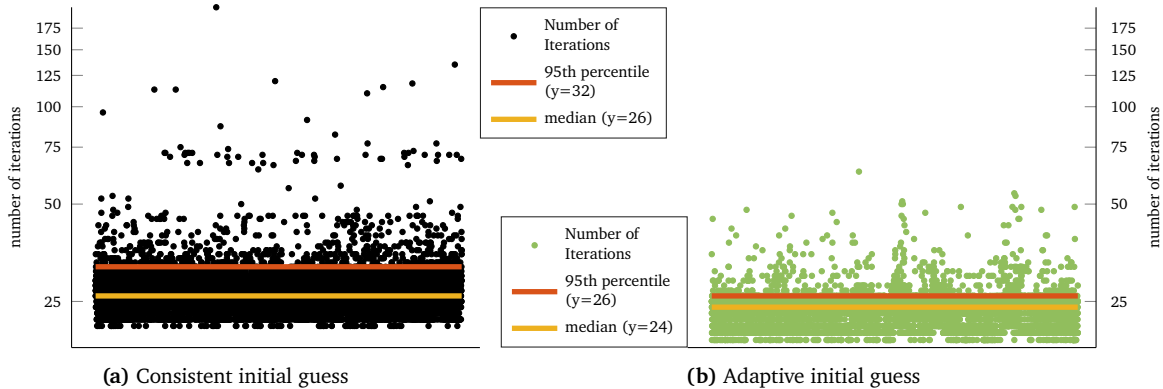 175
150
125
100
75
50
25
number of iterations
Number of
Iterations
95th percentile
(y=32)
median (y=26)
Number of
Iterations
95th percentile
(y=26)
median (y=24)
175
150
125
100
75
50
25
number of iterations
(a) Consistent initial guess
(b) Adaptive initial guess